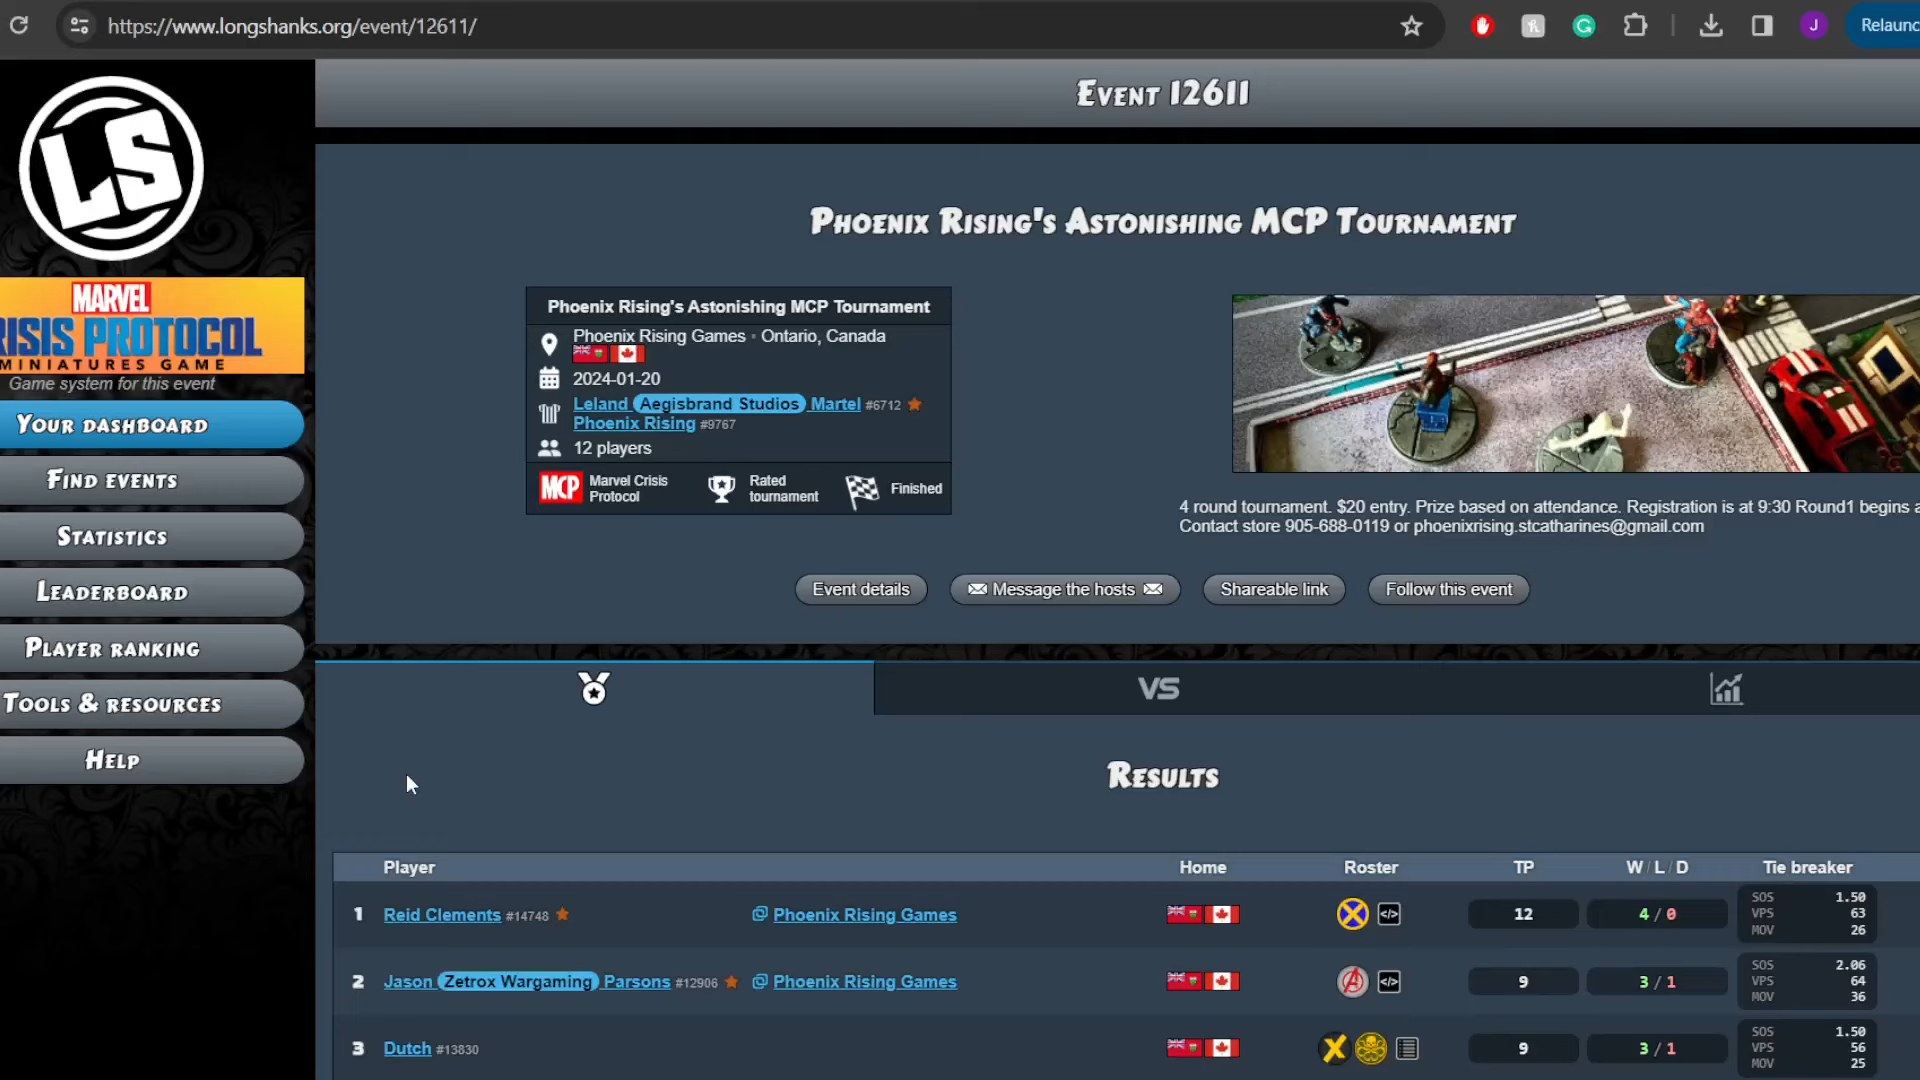 https://www.longshanks.org/event/12611/
J
Relaunc
LS
Event 12611
MARVEL
RISIS PROTOCOL
MINIATURES GAME
Game system for this event
Your dashboard
Find events
Statistics
Leaderboard
Player ranking
Tools & resources
Help
Phoenix Rising's Astonishing MCP Tournament
Phoenix Rising's Astonishing MCP Tournament
Phoenix Rising Games • Ontario, Canada
2024-01-20
Leland Aegisbrand Studios Martel #6712
Phoenix Rising #9767
12 players
MCP Marvel Crisis Protocol
Rated tournament
Finished
4 round tournament. $20 entry. Prize based on attendance. Registration is at 9:30 Round1 begins a
Contact store 905-688-0119 or phoenixrising.stcatharines@gmail.com
Event details
Message the hosts
Shareable link
Follow this event
VS
Results
Player Home Roster TP W / L / D Tie breaker
1 Reid Clements #14748 Phoenix Rising Games 12 4 / 0
SOS 1.50
VPS 63
MOV 26
2 Jason Zetrox Wargaming Parsons #12906 Phoenix Rising Games 9 3 / 1
SOS 2.06
VPS 64
MOV 36
3 Dutch #13830 9 3 / 1
SOS 1.50
VPS 56
MOV 25